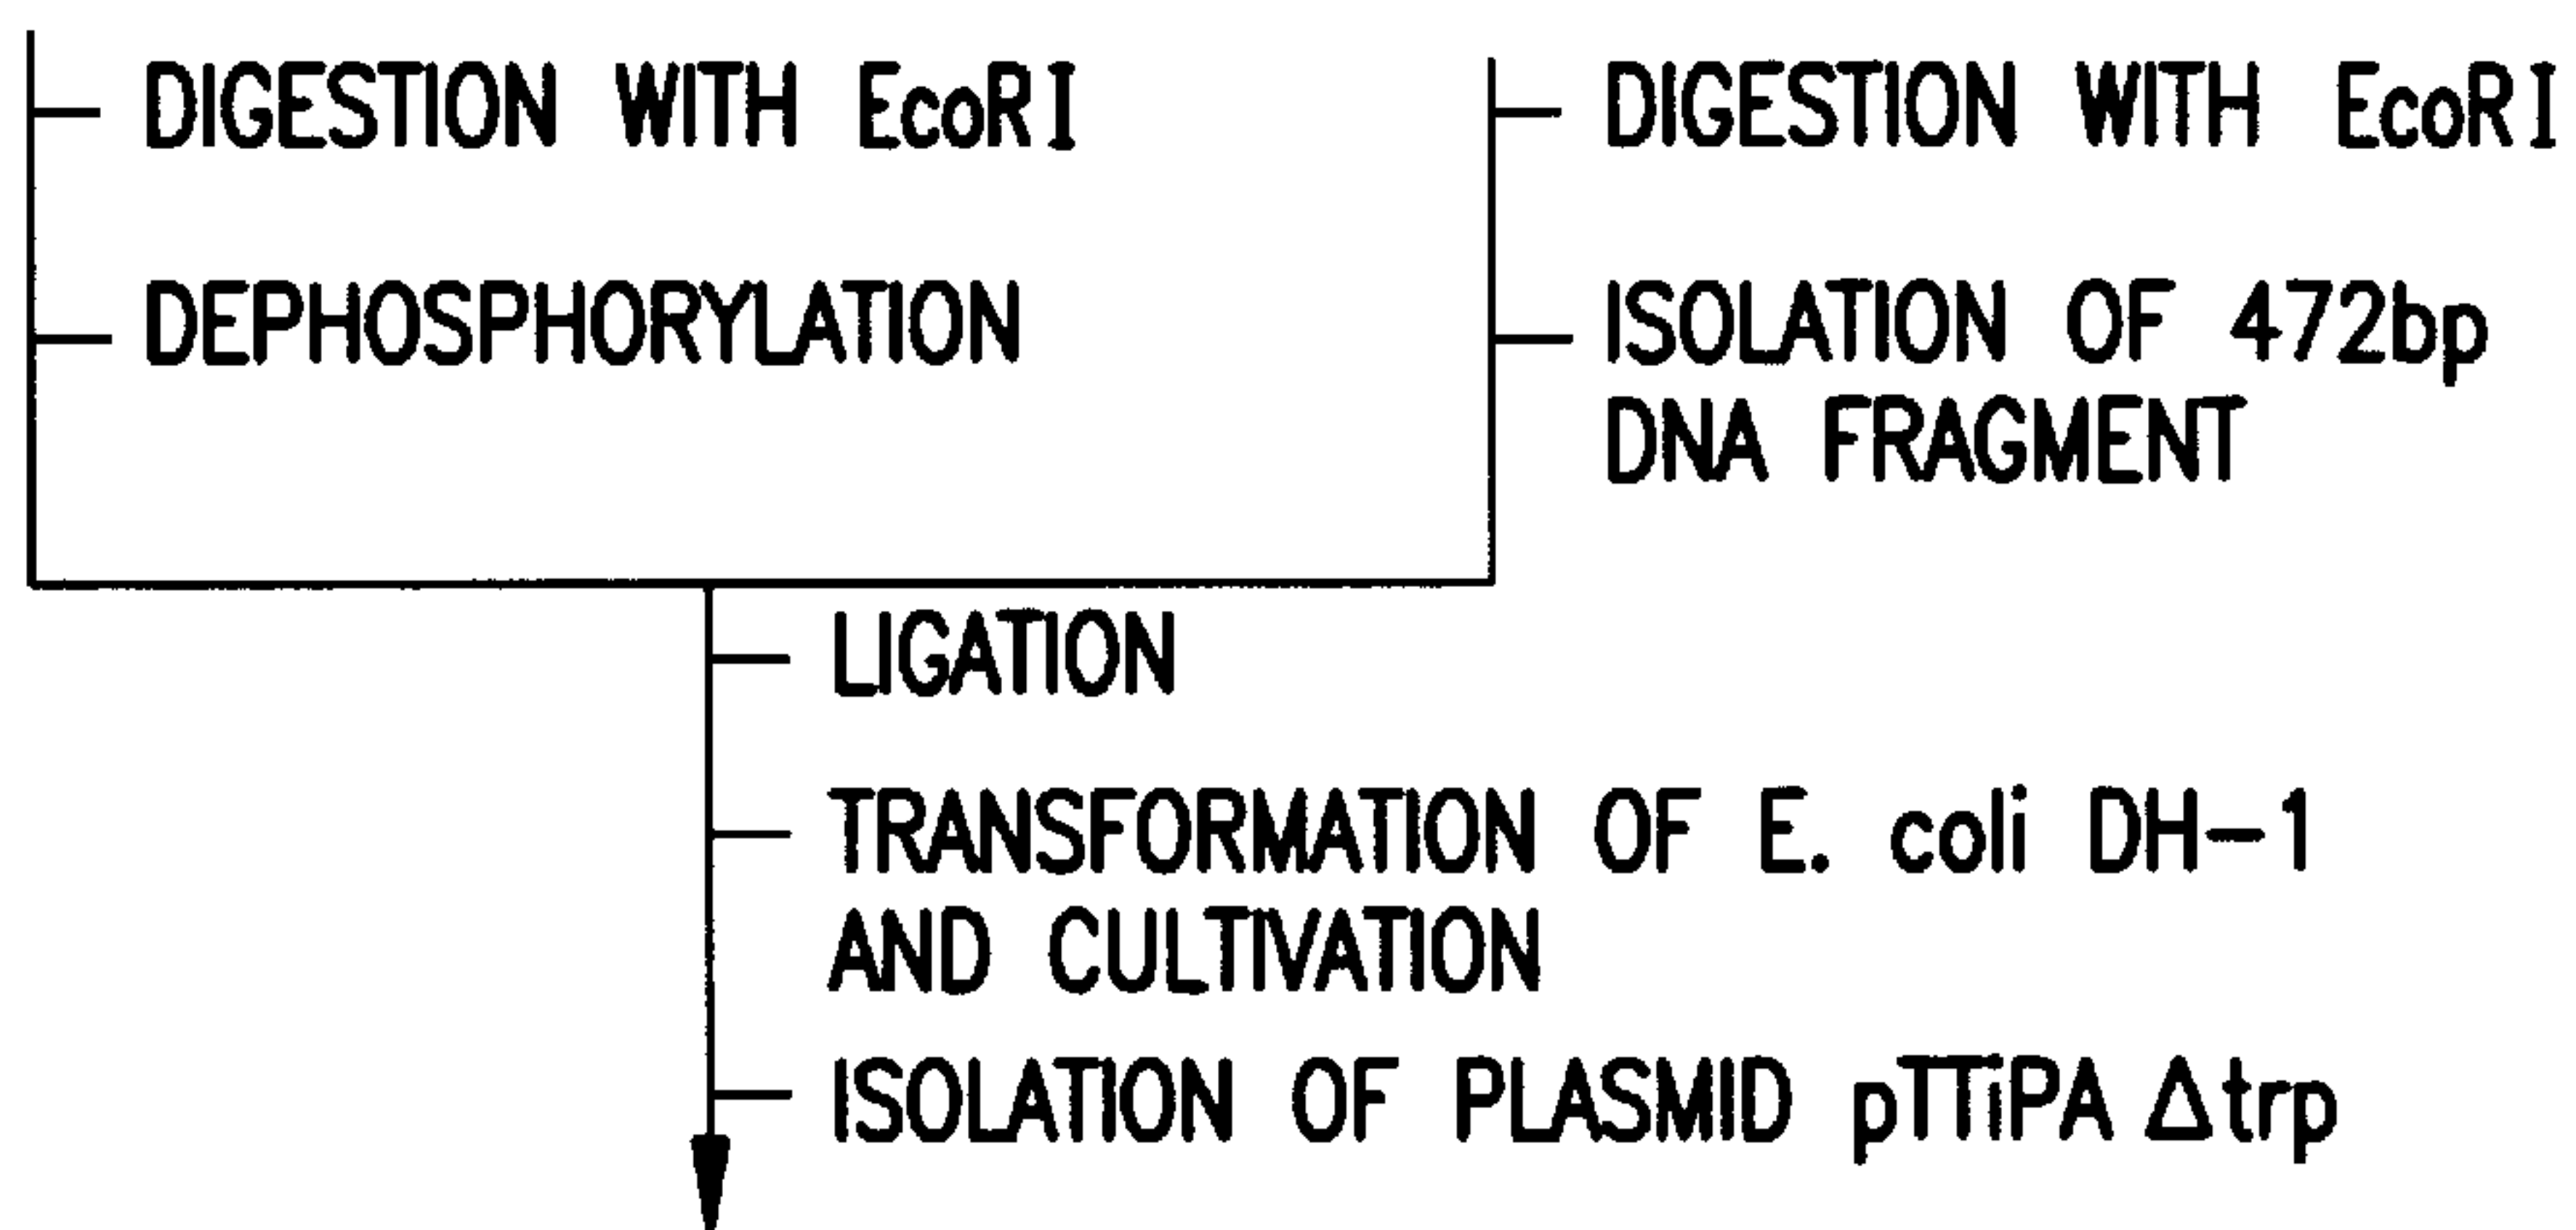 DIGESTION WITH EcoRI
DEPHOSPHORYLATION
DIGESTION WITH EcoRI
ISOLATION OF 472bp
DNA FRAGMENT
LIGATION
TRANSFORMATION OF E. coli DH-1
AND CULTIVATION
ISOLATION OF PLASMID pTTiPA Δtrp